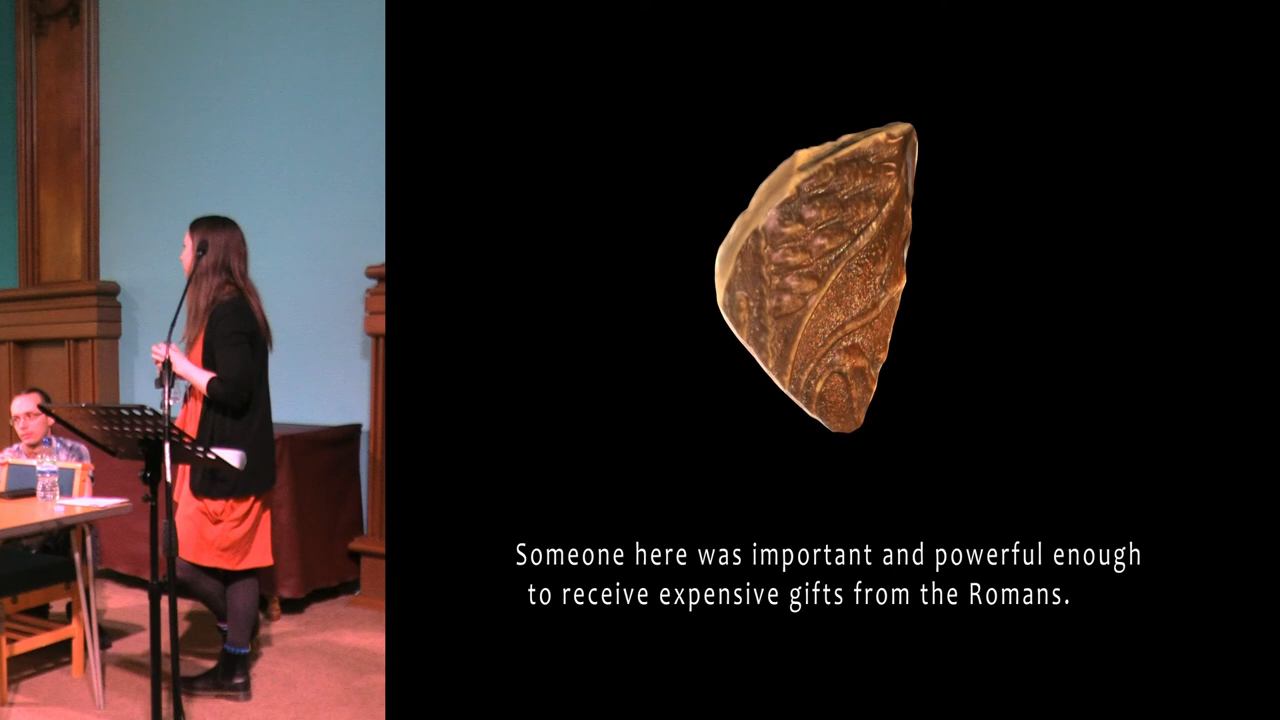 Someone here was important and powerful enough
to receive expensive gifts from the Romans.